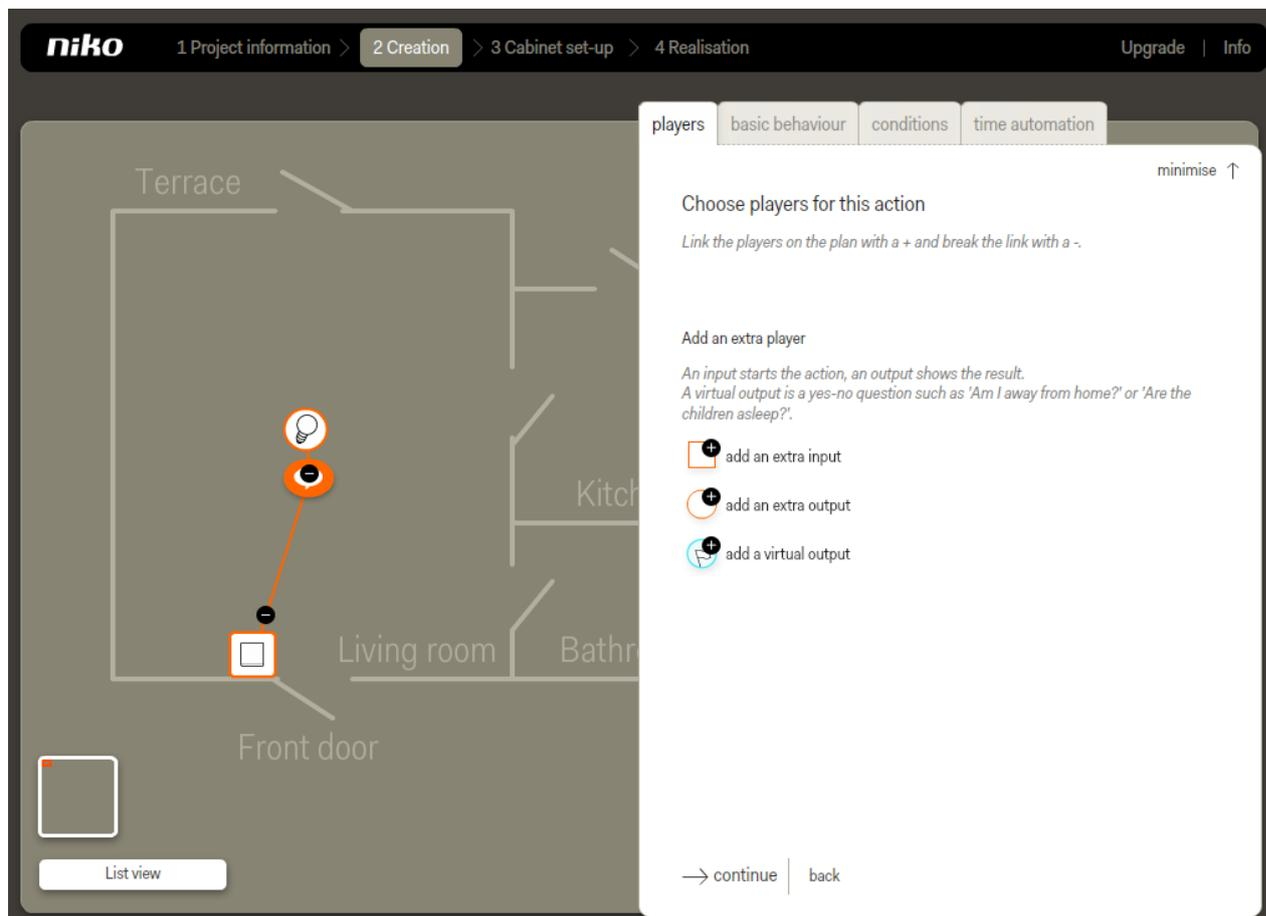 niko
1 Project information
2 Creation
3 Cabinet set-up
4 Realisation
Upgrade | Info
players
basic behaviour
conditions
time automation
minimise
Terrace
Choose players for this action
Link the players on the plan with a + and break the link with a -.
Add an extra player
An input starts the action, an output shows the result.
A virtual output is a yes-no question such as 'Am I away from home?' or 'Are the
children asleep?'.
add an extra input
add an extra output
add a virtual output
Kitch
Living room
Bathr
Front door
List view
continue
back